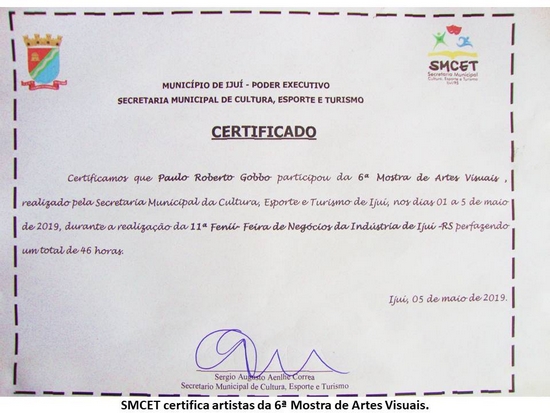 SMCET
Secretaria Municipal
Cultura, Esporte e Turismo
MUNICÍPIO DE IJUÍ - PODER EXECUTIVO
SECRETARIA MUNICIPAL DE CULTURA, ESPORTE E TURISMO
CERTIFICADO
Certificamos que Paulo Roberto Gobbo participou da 6ª Mostra de Artes Visuais ,
realizado pela Secretaria Municipal da Cultura, Esporte e Turismo de Ijuí, nos dias 01 a 5 de maio
de 2019, durante a realização da 11ª Fenii- Feira de Negócios da Indústria de Ijuí -RS perfazendo
um total de 46 horas.
Ijuí, 05 de maio de 2019.
Sergio Augusto Aenlhe Correa
Secretario Municipal de Cultura, Esporte e Turismo
SMCET certifica artistas da 6ª Mostra de Artes Visuais.